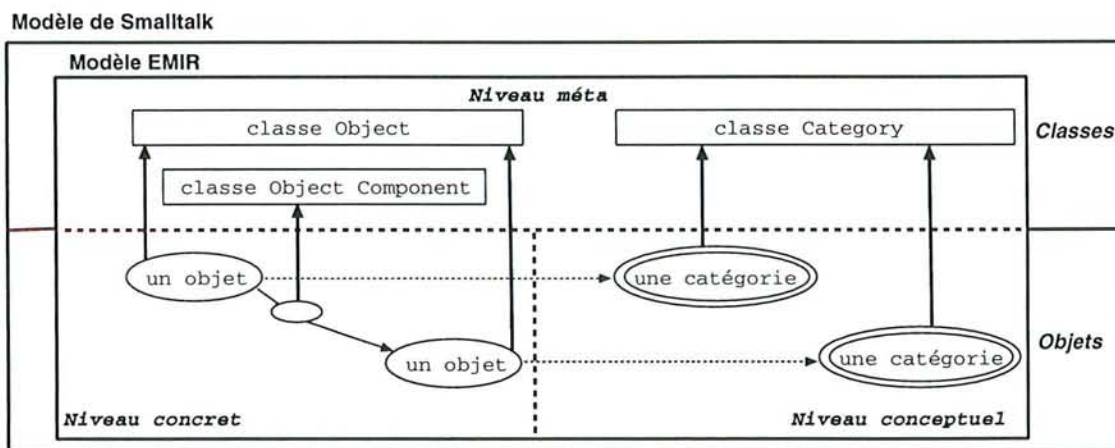 Modèle de Smalltalk
Modèle EMIR
Niveau méta
classe Object
classe Category
Classes
classe Object Component
un objet
une catégorie
un objet
une catégorie
Objets
Niveau concret
Niveau conceptuel